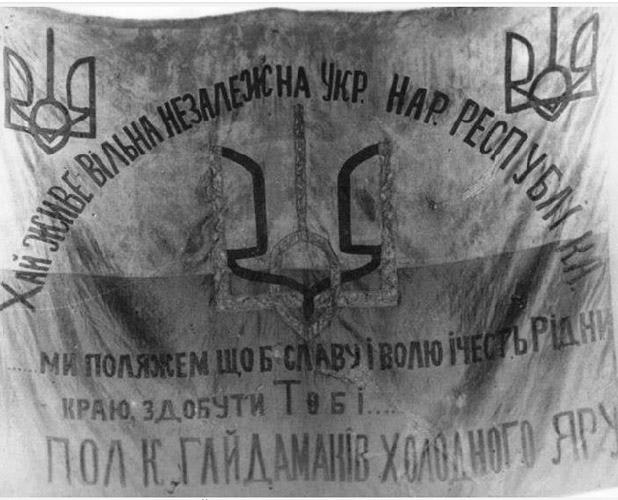 ХАЙ ЖИВЕ ВІЛЬНА НЕЗАЛЕЖНА УКР. НАР. РЕСПУБЛІКА.
.....МИ ПОЛЯЖЕМ ЩОБ СЛАВУ І ВОЛЮ І ЧЕСТЬ РІДНИ
КРАЮ, ЗДОБУТИ ТОБІ....
ПОЛК ГАЙДАМАКІВ ХОЛОДНОГО ЯРУ